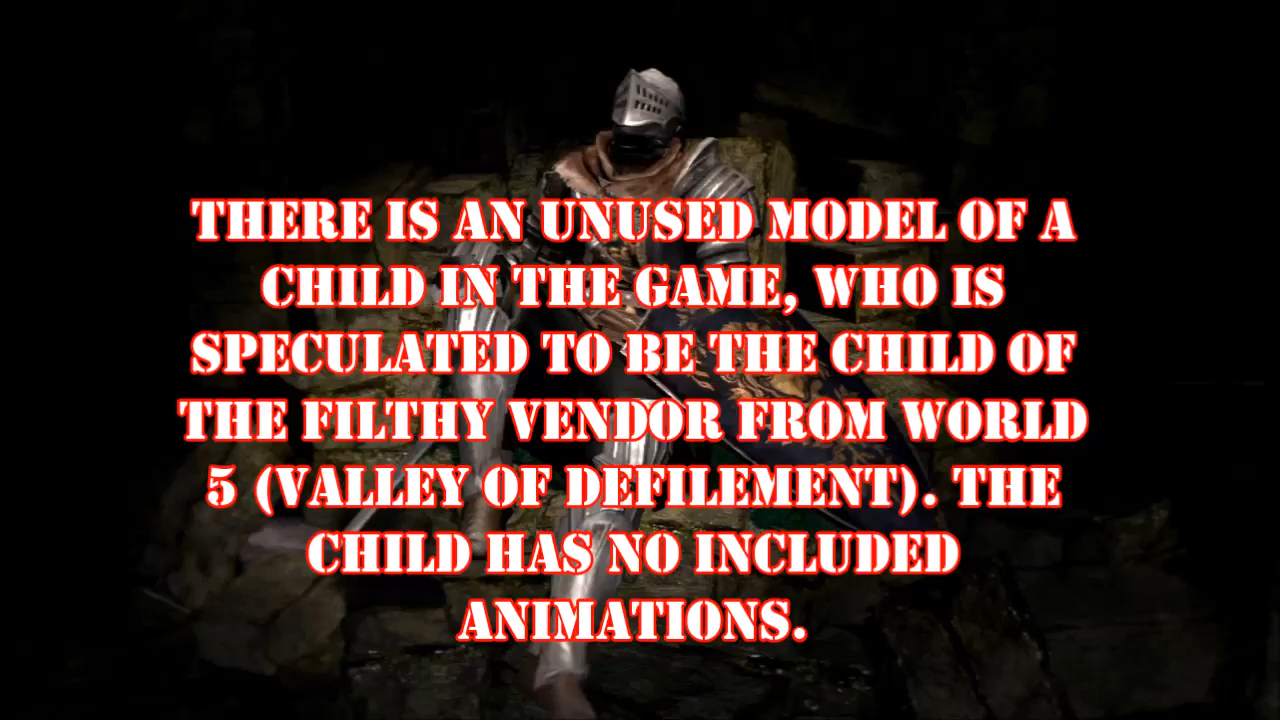 THERE IS AN UNUSED MODEL OF A
CHILD IN THE GAME, WHO IS
SPECULATED TO BE THE CHILD OF
THE FILTHY VENDOR FROM WORLD
5 (VALLEY OF DEFILEMENT). THE
CHILD HAS NO INCLUDED
ANIMATIONS.